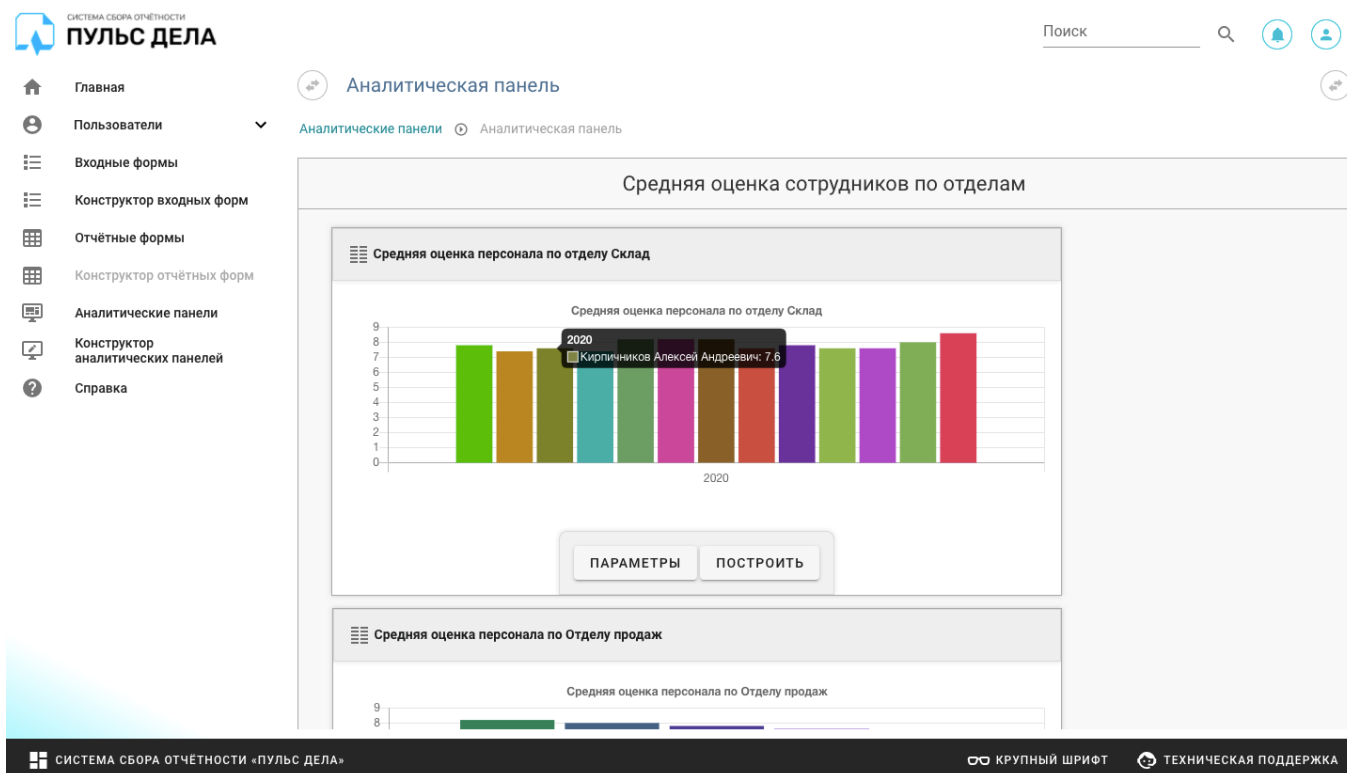 СИСТЕМА СБОРА ОТЧЁТНОСТИ
ПУЛЬС ДЕЛА
Поиск
Главная
Пользователи
Входные формы
Конструктор входных форм
Отчётные формы
Конструктор отчётных форм
Аналитические панели
Конструктор
аналитических панелей
Справка
Аналитическая панель
Аналитические панели Аналитическая панель
Средняя оценка сотрудников по отделам
Средняя оценка персонала по отделу Склад
Средняя оценка персонала по отделу Склад
9
8
7
6
5
4
3
2
1
0
2020
Кирпичников Алексей Андреевич: 7.6
2020
ПАРАМЕТРЫ ПОСТРОИТЬ
Средняя оценка персонала по Отделу продаж
Средняя оценка персонала по Отделу продаж
9
8
СИСТЕМА СБОРА ОТЧЁТНОСТИ «ПУЛЬС ДЕЛА»
КРУПНЫЙ ШРИФТ ТЕХНИЧЕСКАЯ ПОДДЕРЖКА